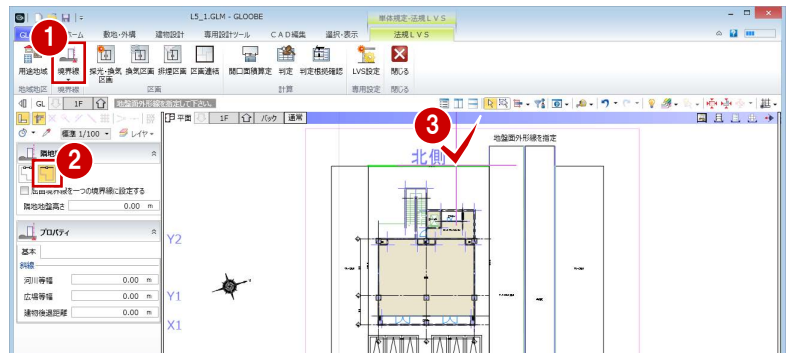 L5_1.GLM - GLOOBE
単体規定-法規LVS
GL
ホーム 敷地・外構 建物設計 専用設計ツール CAD編集 選択・表示 法規LVS
1
用途地域 境界線 採光・換気区画 換気区画 排煙区画 区画連結 開口面積算定 判定 判定根拠確認 LVS設定 閉じる
地域地区 境界線 区画 計算 専用設定 閉じる
GL 1F 地盤面外形線を指定して下さい。
標準 1/100 レイヤ
平面 1F バック 通常
隣地
2
屈曲境界線を一つの境界線に設定する
隣地地盤高さ 0.00 m
プロパティ
基本
斜線
河川等幅 0.00 m
広場等幅 0.00 m
建物後退距離 0.00 m
3
地盤面外形線を指定
北側
Y2
Y1
X1